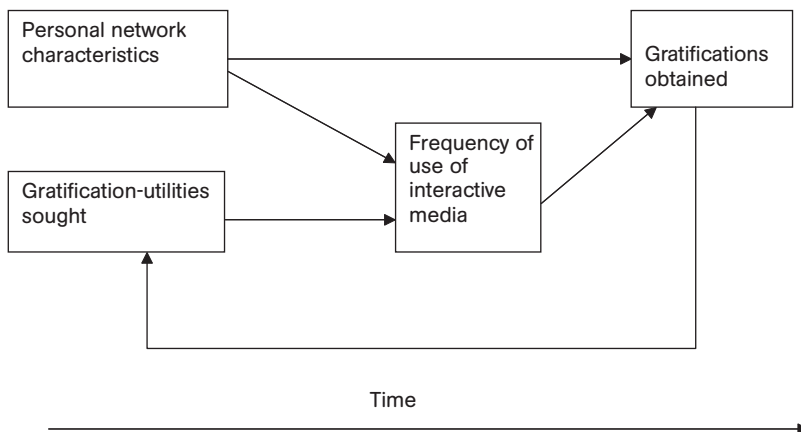 Personal network
characteristics
Gratifications
obtained
Frequency of
use of
interactive
media
Gratification-utilities
sought
Time